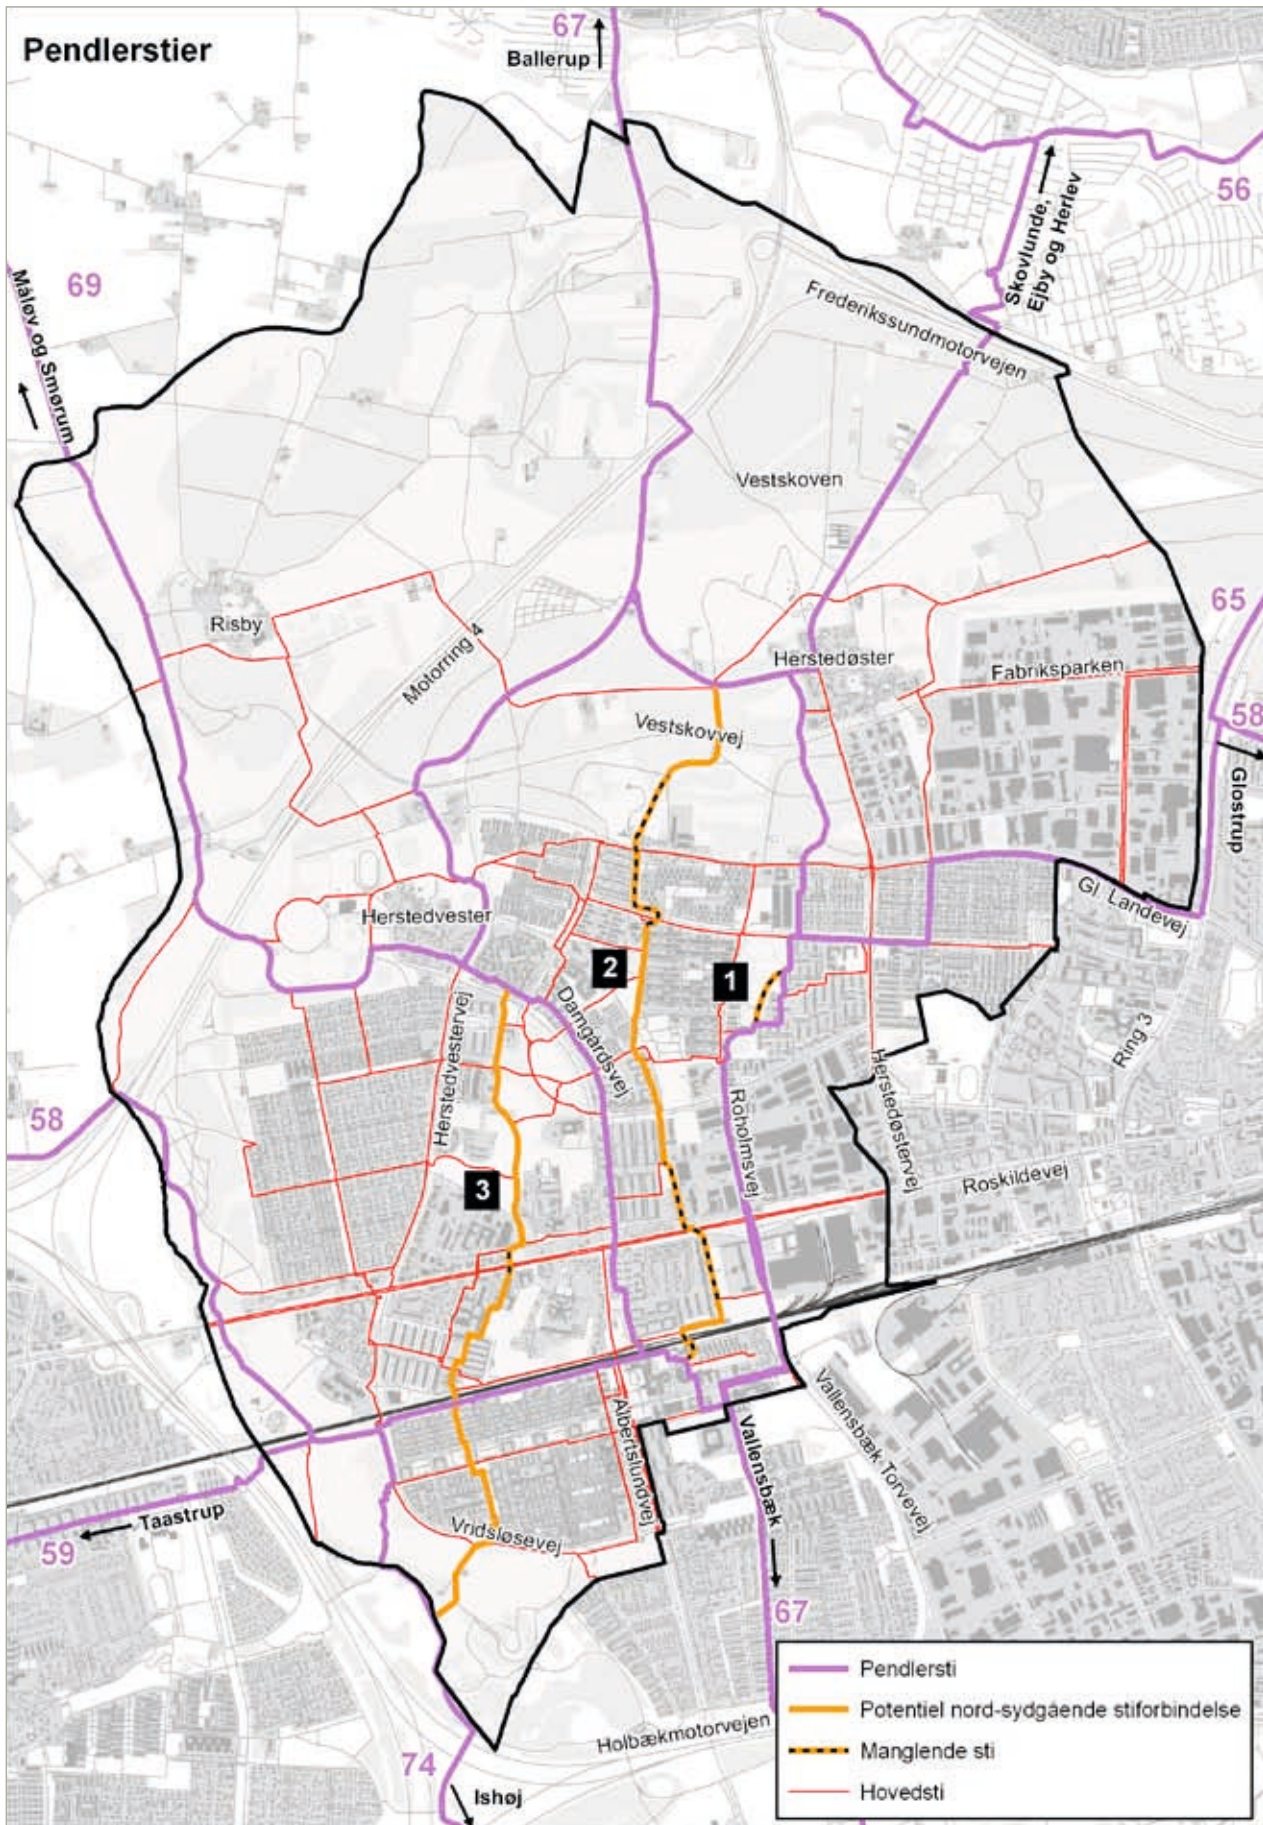 Pendlerstier
67
Ballerup
56
Skovlunde,
Ejby og Herlev
69
Måløv og Smørum
Frederikssundmotorvejen
Vestskoven
Risby
Motorring 4
Herstedøster
65
Fabriksparken
58
Vestskovvej
Glostrup
Gl. Landevej
Herstedvester
2
1
Damgårdsvej
Ring 3
Herstedvestervej
Herstedøstervej
58
Roholmsvej
3
Roskildevej
Albertslundvej
Vallensbæk
Vallensbæk Torvevej
Taastrup
59
Vridsløsevej
67
Holbækmotorvejen
74
Ishøj
Pendlersti
Potentiel nord-sydgående stiforbindelse
Manglende sti
Hovedsti